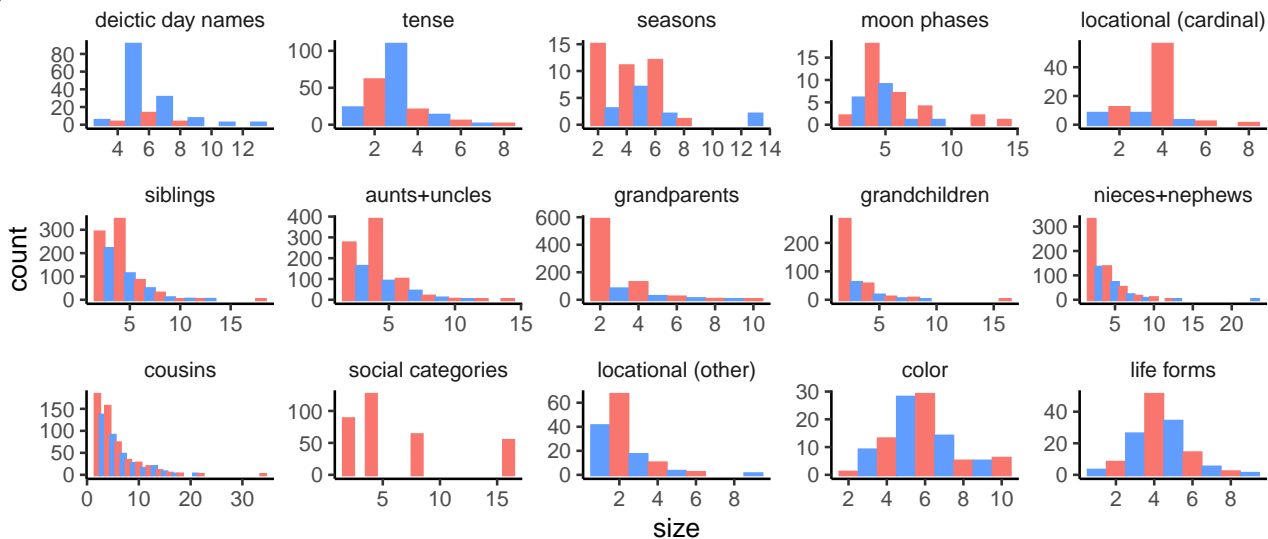 deictic day names
tense
seasons
moon phases
locational (cardinal)
80
60
40
20
0
4 6 8 10 12
100
50
0
2 4 6 8
15
10
5
0
2 4 6 8 10 12 14
15
10
5
0
5 10 15
40
20
0
2 4 6 8
siblings
aunts+uncles
grandparents
grandchildren
nieces+nephews
count
300
200
100
0
5 10 15
400
300
200
100
0
5 10 15
600
400
200
0
2 4 6 8 10
200
100
0
5 10 15
300
200
100
0
5 10 15 20
cousins
social categories
locational (other)
color
life forms
150
100
50
0
0 10 20 30
100
50
0
5 10 15
60
40
20
0
2 4 6 8
30
20
10
0
2 4 6 8 10
40
20
0
2 4 6 8
size